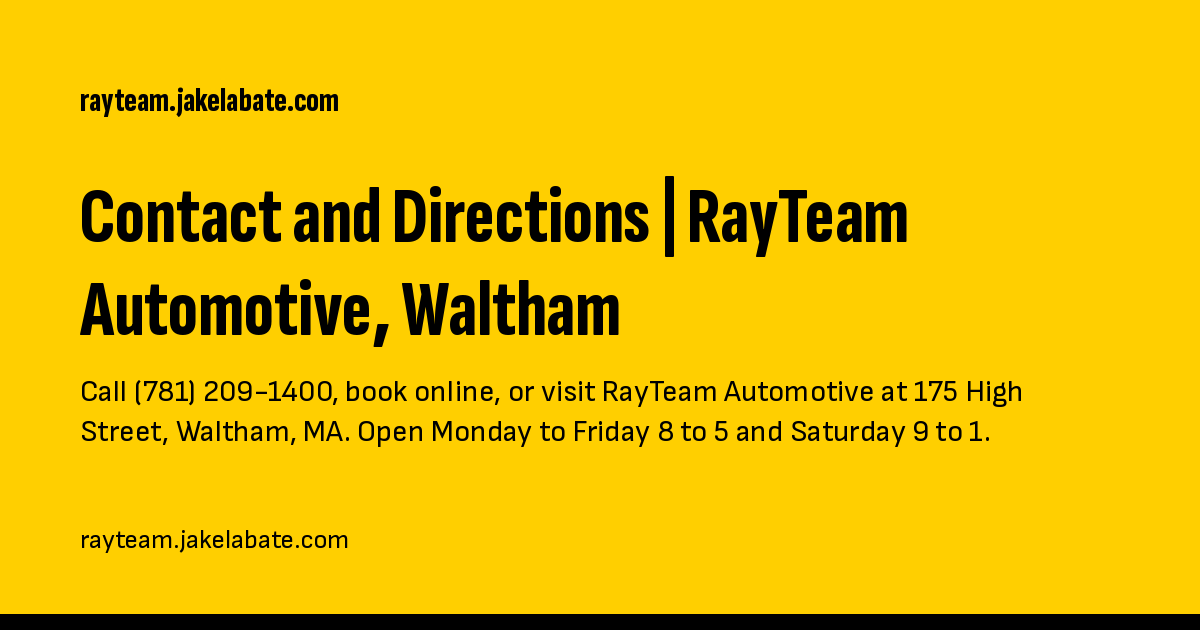 rayteam.jakelabate.com
Contact and Directions | RayTeam
Automotive, Waltham
Call (781) 209-1400, book online, or visit RayTeam Automotive at 175 High
Street, Waltham, MA. Open Monday to Friday 8 to 5 and Saturday 9 to 1.
rayteam.jakelabate.com